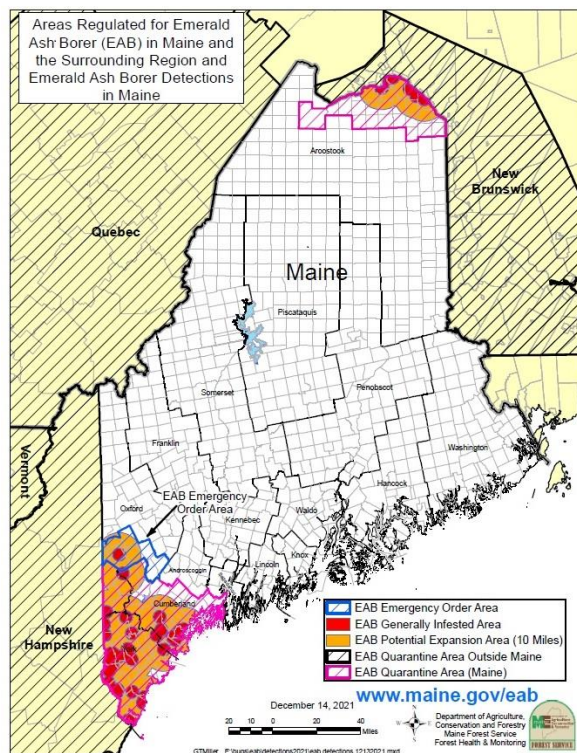 Areas Regulated for Emerald
Ash Borer (EAB) in Maine and
the Surrounding Region and
Emerald Ash Borer Detections
in Maine
Aroostook
New
Brunswick
Quebec
Maine
Piscataquis
Somerset
Penobscot
Franklin
Washington
Vermont
Hancock
EAB Emergency
Order Area
Oxford
Kennebec
Waldo
Knox
Androscoggin
Lincoln
Cumberland
New
Hampshire
EAB Emergency Order Area
EAB Generally Infested Area
EAB Potential Expansion Area (10 Miles)
EAB Quarantine Area Outside Maine
EAB Quarantine Area (Maine)
www.maine.gov/eab
December 14, 2021
20 10 0 20 40
Miles
Department of Agriculture,
Conservation and Forestry
Maine Forest Service
Forest Health & Monitoring
FOREST SERVICE